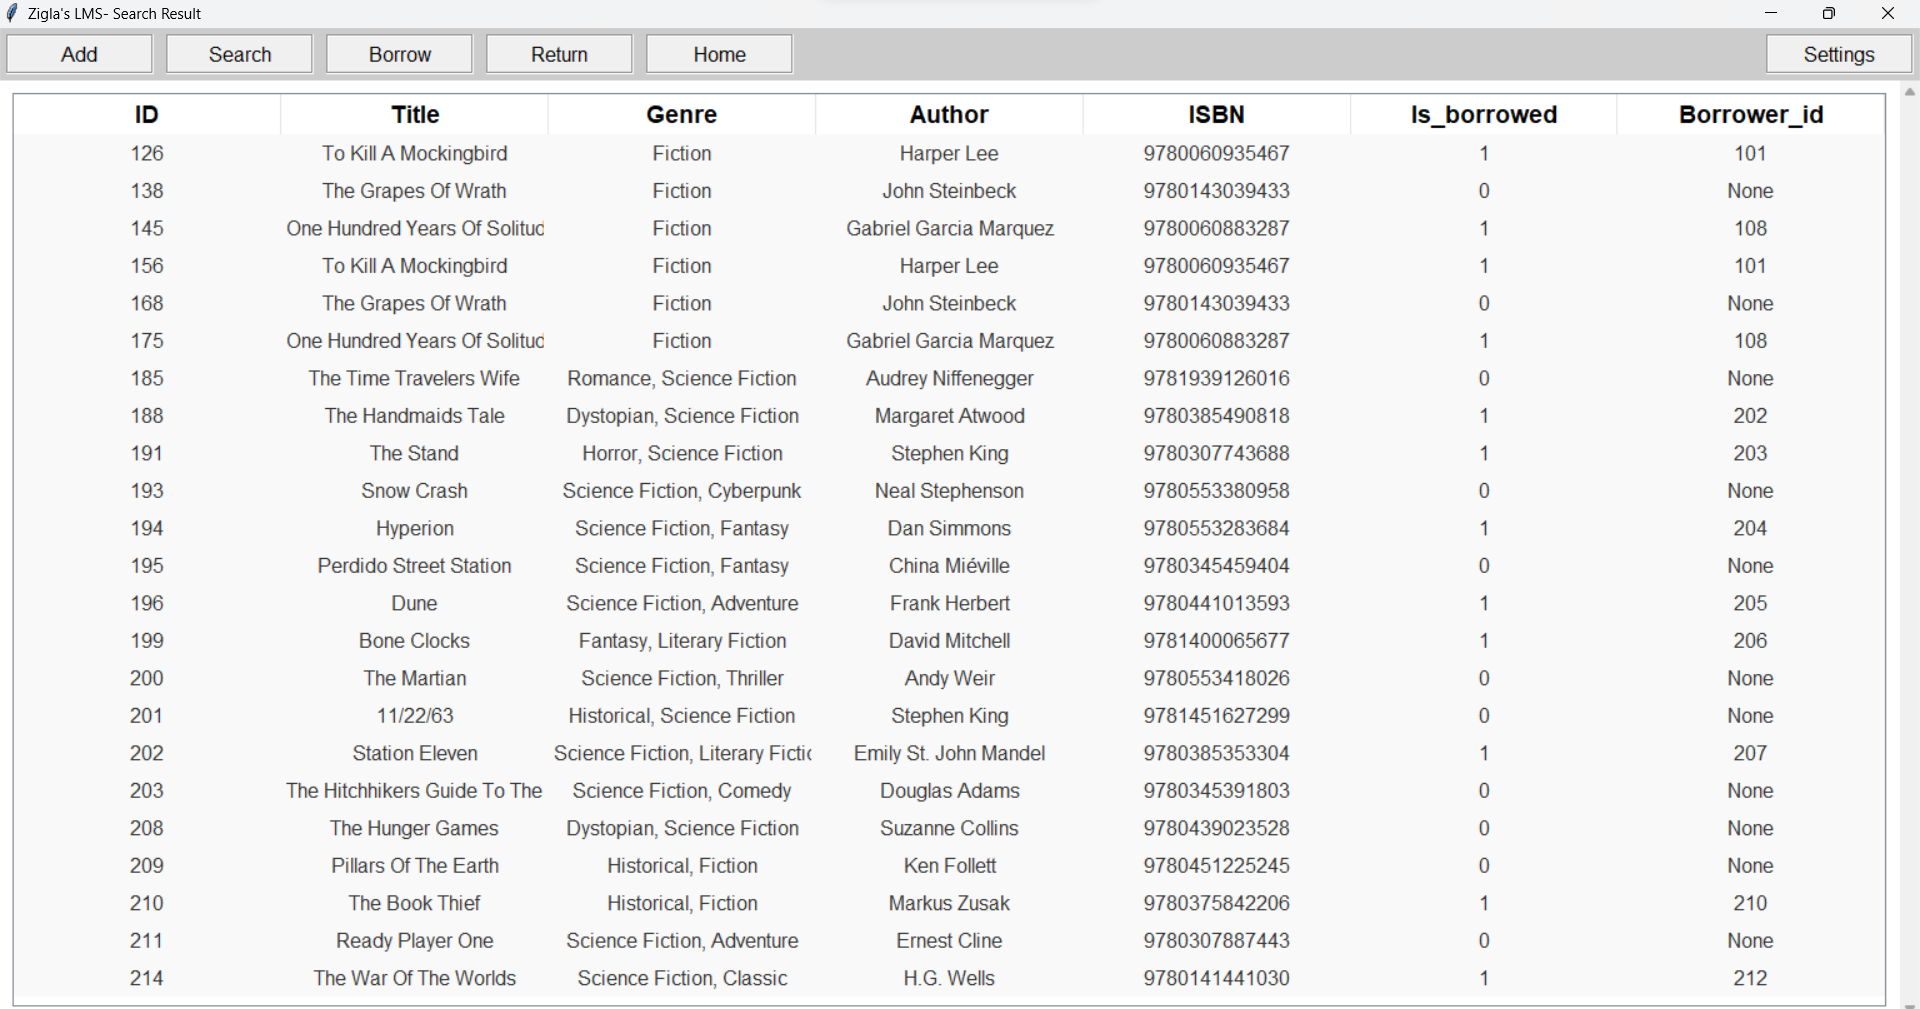 Zigla's LMS- Search Result
Add Search Borrow Return Home Settings
ID Title Genre Author ISBN Is_borrowed Borrower_id
126 To Kill A Mockingbird Fiction Harper Lee 9780060935467 1 101
138 The Grapes Of Wrath Fiction John Steinbeck 9780143039433 0 None
145 One Hundred Years Of Solitud Fiction Gabriel Garcia Marquez 9780060883287 1 108
156 To Kill A Mockingbird Fiction Harper Lee 9780060935467 1 101
168 The Grapes Of Wrath Fiction John Steinbeck 9780143039433 0 None
175 One Hundred Years Of Solitud Fiction Gabriel Garcia Marquez 9780060883287 1 108
185 The Time Travelers Wife Romance, Science Fiction Audrey Niffenegger 9781939126016 0 None
188 The Handmaids Tale Dystopian, Science Fiction Margaret Atwood 9780385490818 1 202
191 The Stand Horror, Science Fiction Stephen King 9780307743688 1 203
193 Snow Crash Science Fiction, Cyberpunk Neal Stephenson 9780553380958 0 None
194 Hyperion Science Fiction, Fantasy Dan Simmons 9780553283684 1 204
195 Perdido Street Station Science Fiction, Fantasy China Miéville 9780345459404 0 None
196 Dune Science Fiction, Adventure Frank Herbert 9780441013593 1 205
199 Bone Clocks Fantasy, Literary Fiction David Mitchell 9781400065677 1 206
200 The Martian Science Fiction, Thriller Andy Weir 9780553418026 0 None
201 11/22/63 Historical, Science Fiction Stephen King 9781451627299 0 None
202 Station Eleven Science Fiction, Literary Fictic Emily St. John Mandel 9780385353304 1 207
203 The Hitchhikers Guide To The Science Fiction, Comedy Douglas Adams 9780345391803 0 None
208 The Hunger Games Dystopian, Science Fiction Suzanne Collins 9780439023528 0 None
209 Pillars Of The Earth Historical, Fiction Ken Follett 9780451225245 0 None
210 The Book Thief Historical, Fiction Markus Zusak 9780375842206 1 210
211 Ready Player One Science Fiction, Adventure Ernest Cline 9780307887443 0 None
214 The War Of The Worlds Science Fiction, Classic H.G. Wells 9780141441030 1 212